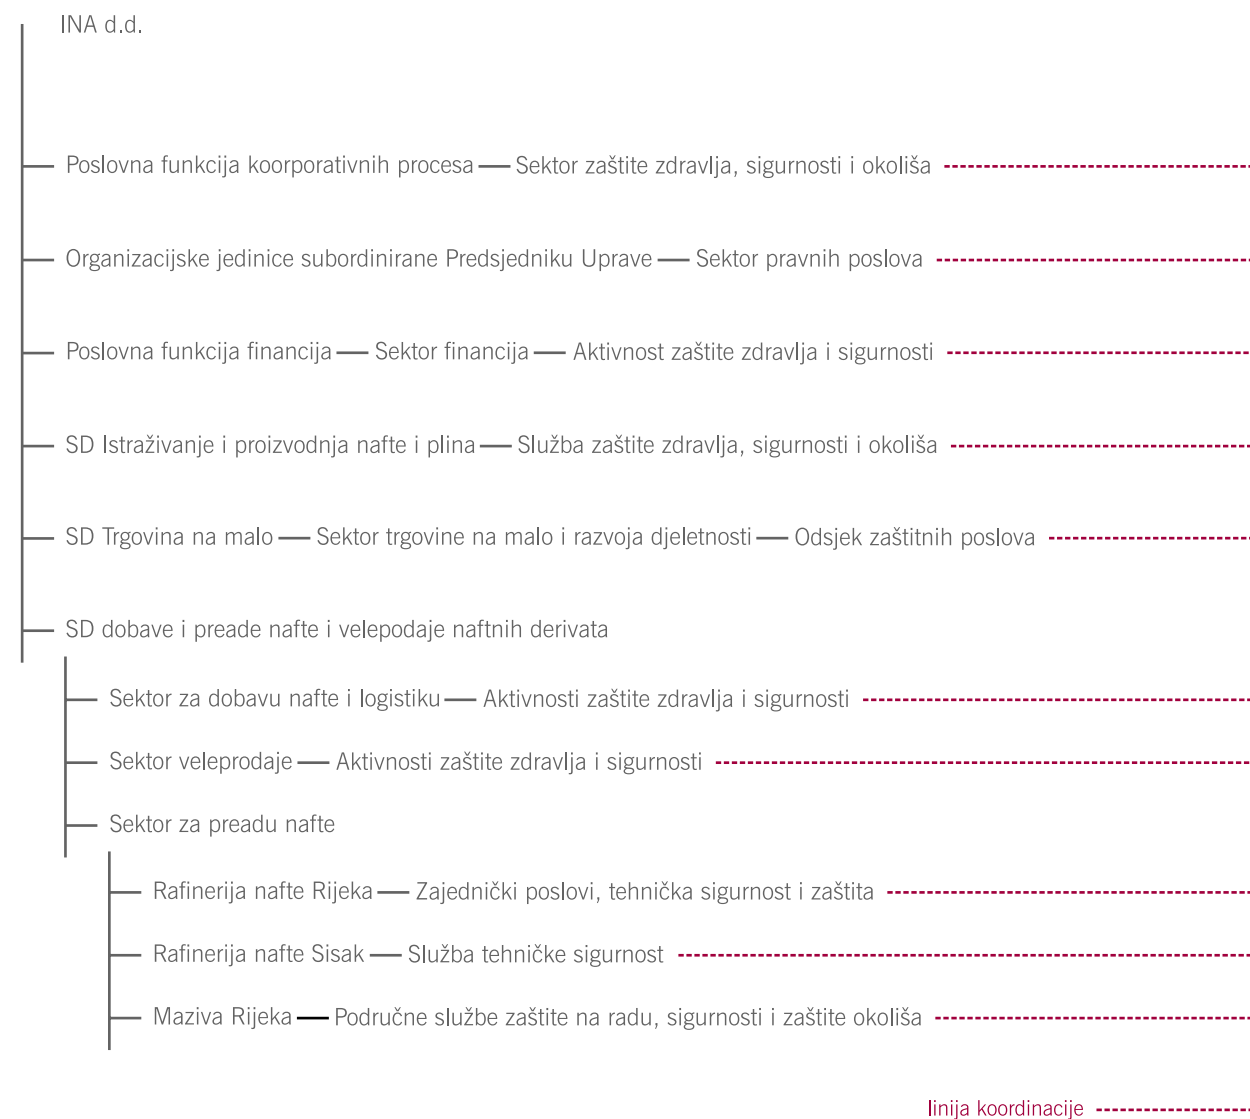 INA d.d.
Poslovna funkcija koorporativnih procesa Sektor zaštite zdravlja, sigurnosti i okoliša
Organizacijske jedinice subordinirane Predsjedniku Uprave Sektor pravnih poslova
Poslovna funkcija financija Sektor financija Aktivnost zaštite zdravlja i sigurnosti
SD Istraživanje i proizvodnja nafte i plina Služba zaštite zdravlja, sigurnosti i okoliša
SD Trgovina na malo Sektor trgovine na malo i razvoja djeletnosti Odsjek zaštitnih poslova
SD dobave i preade nafte i velepodaje naftnih derivata
Sektor za dobavu nafte i logistiku Aktivnosti zaštite zdravlja i sigurnosti
Sektor veleprodaje Aktivnosti zaštite zdravlja i sigurnosti
Sektor za preadu nafte
Rafinerija nafte Rijeka Zajednički poslovi, tehnička sigurnost i zaštita
Rafinerija nafte Sisak Služba tehničke sigurnost
Maziva Rijeka Područne službe zaštite na radu, sigurnosti i zaštite okoliša
linija koordinacije